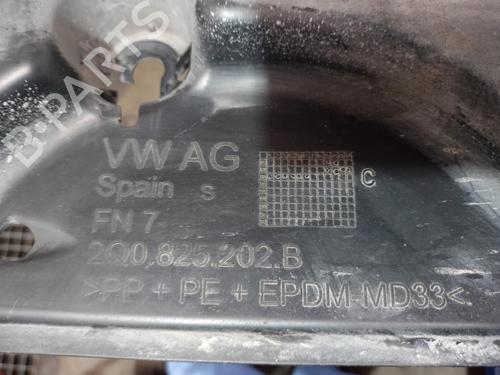 B-PARTS
VW AG
Spain s
C
FN 7
2Q0.825.202.B
>PP + PE + EPDM-MD33<